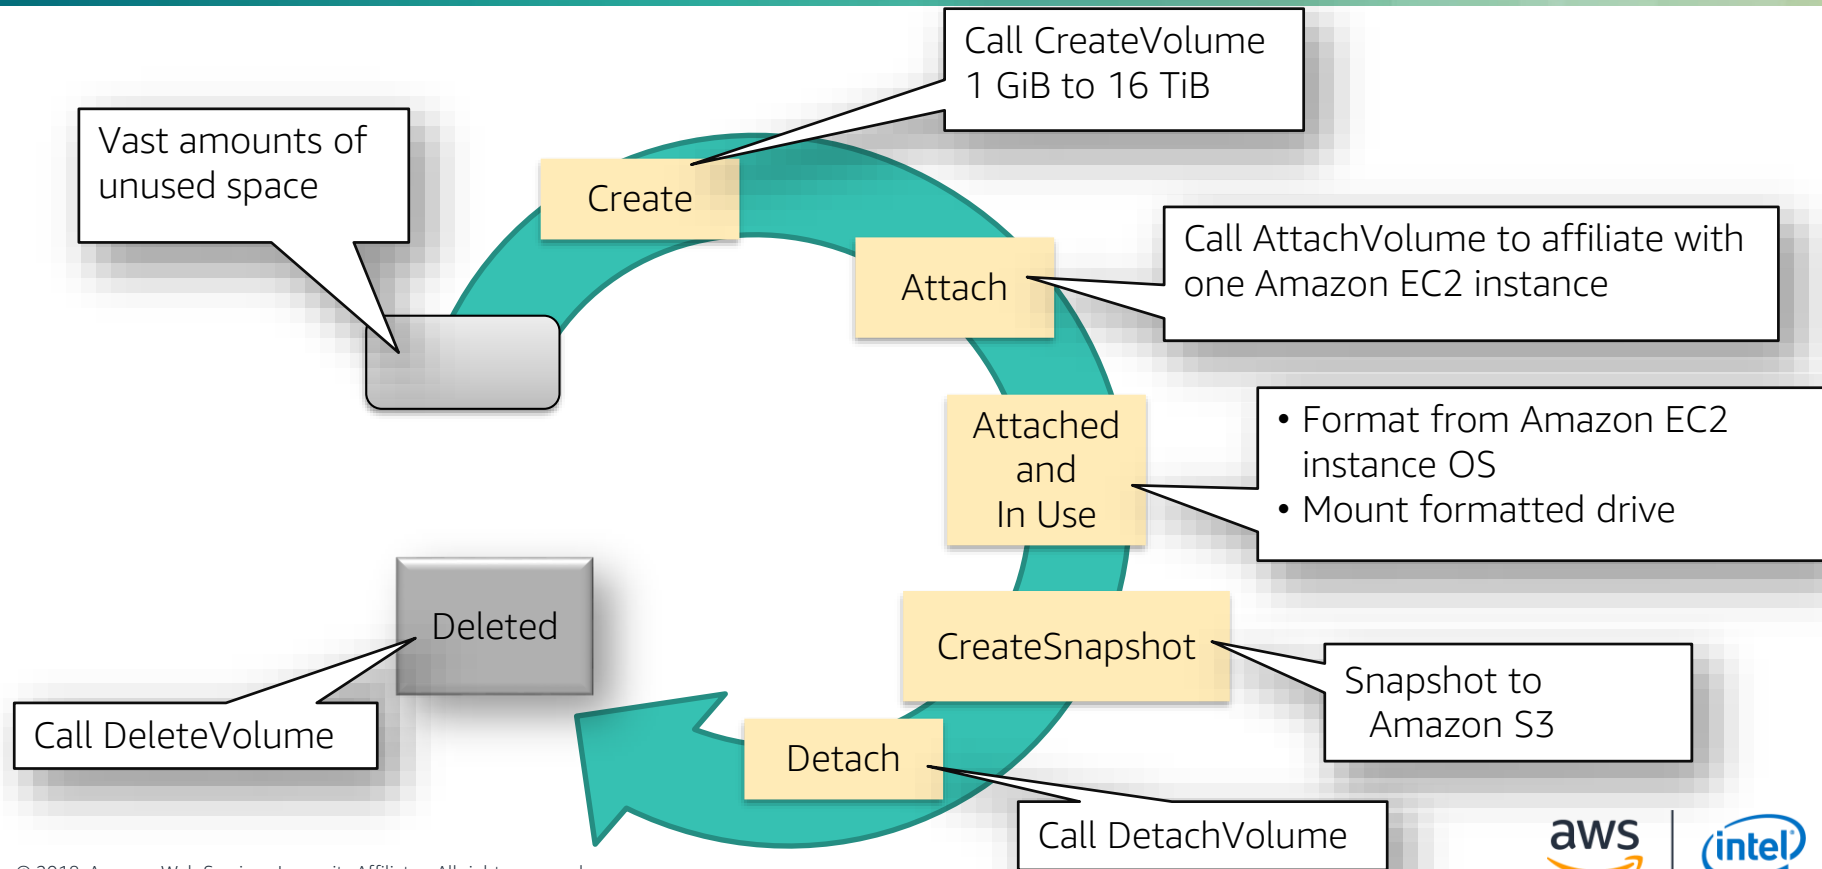 Call CreateVolume
1 GiB to 16 TiB
Vast amounts of
unused space
Create
Call AttachVolume to affiliate with
one Amazon EC2 instance
Attach
• Format from Amazon EC2
instance OS
• Mount formatted drive
Attached
and
In Use
Deleted
CreateSnapshot
Snapshot to
Amazon S3
Call DeleteVolume
Detach
Call DetachVolume
aws
intel